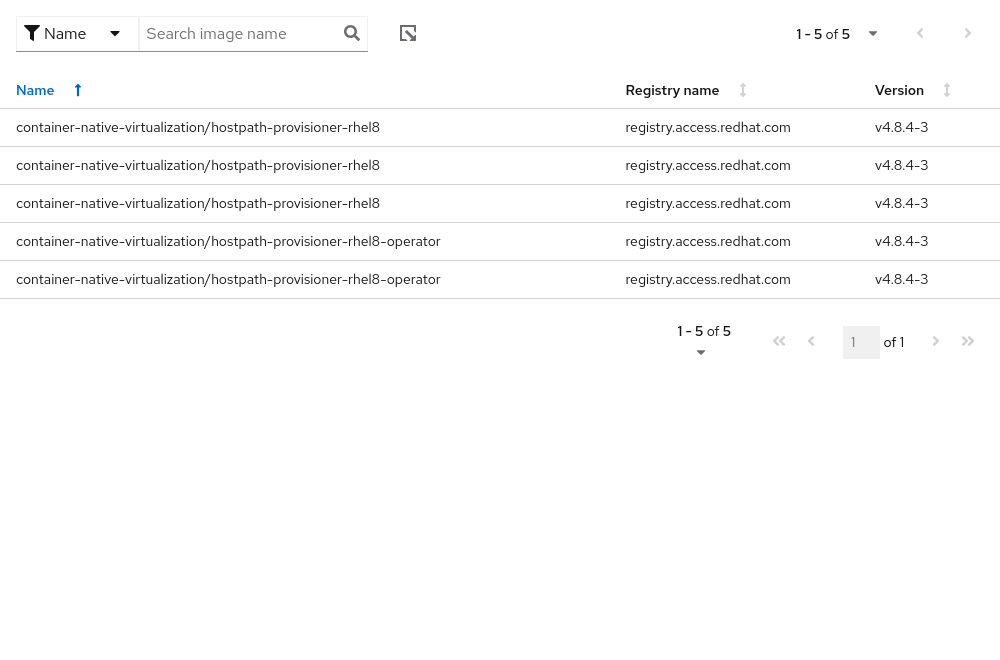 Name Search image name 1 - 5 of 5
Name Registry name Version
container-native-virtualization/hostpath-provisioner-rhel8 registry.access.redhat.com v4.8.4-3
container-native-virtualization/hostpath-provisioner-rhel8 registry.access.redhat.com v4.8.4-3
container-native-virtualization/hostpath-provisioner-rhel8 registry.access.redhat.com v4.8.4-3
container-native-virtualization/hostpath-provisioner-rhel8-operator registry.access.redhat.com v4.8.4-3
container-native-virtualization/hostpath-provisioner-rhel8-operator registry.access.redhat.com v4.8.4-3
1 - 5 of 5 1 of 1